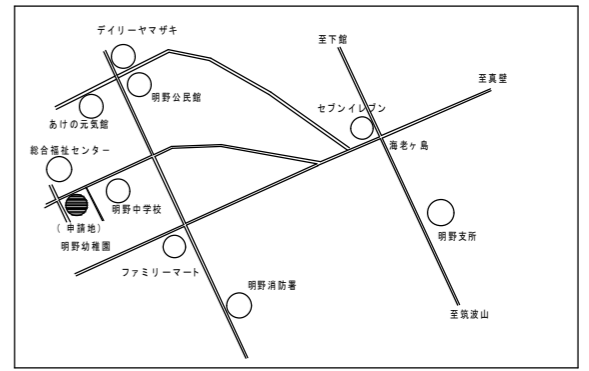 デイリーヤマザキ
至下館
至真壁
明野公民館
セブンイレブン
あけの元気館
海老ヶ島
総合福祉センター
明野中学校
(申請地)
明野幼稚園
明野支所
ファミリーマート
明野消防署
至筑波山